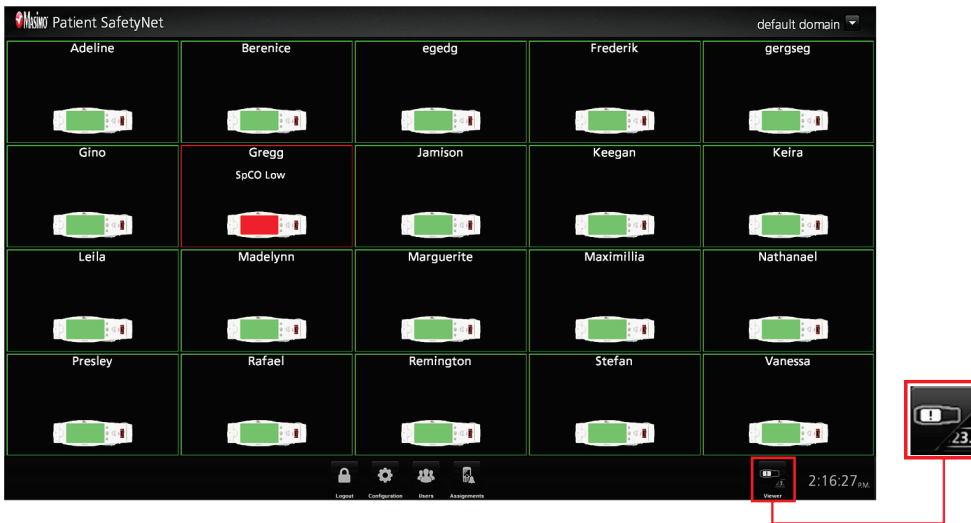 Masimo Patient SafetyNet
default domain
Adeline Berenice egedg Frederik gergseg
Gino Gregg Jamison Keegan Keira
SpCO Low
Leila Madelynn Marguerite Maximillia Nathanael
Presley Rafael Remington Stefan Vanessa
Logout Configuration Users Assignments
Viewer
2:16:27 P.M.
!
23.